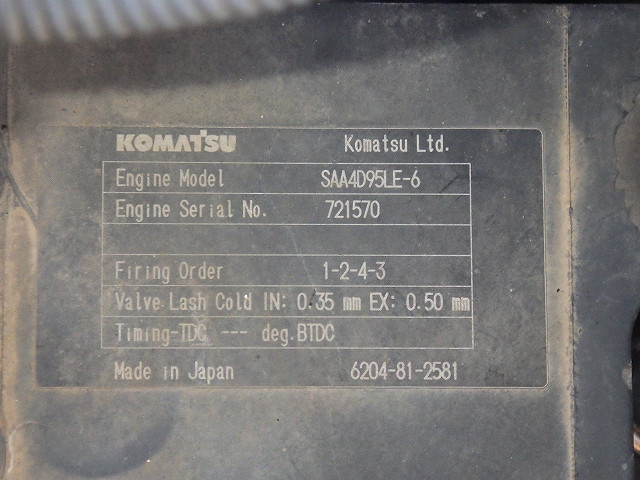 KOMATSU Komatsu Ltd.
Engine Model SAA4D95LE-6
Engine Serial No. 721570
Firing Order 1-2-4-3
Valve Lash Cold IN: 0.35 mm EX: 0.50 mm
Timing-TDC --- deg.BTDC
Made in Japan 6204-81-2581